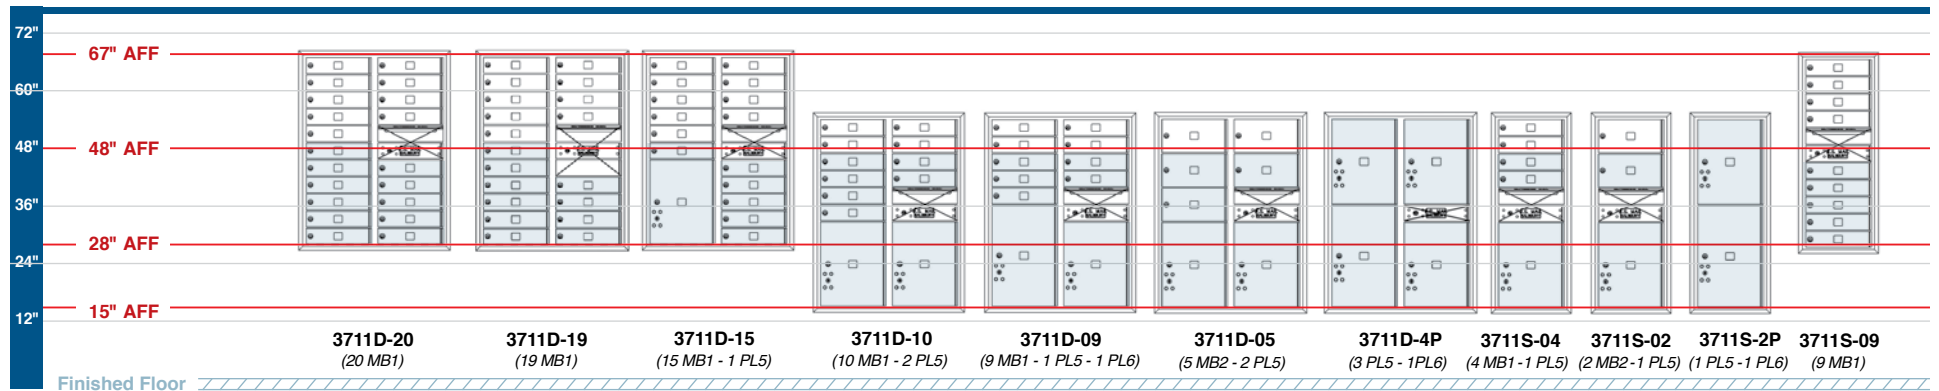 72"
67" AFF
60"
48"
48" AFF
36"
28" AFF
24"
15" AFF
12"
3711D-20
(20 MB1)
3711D-19
(19 MB1)
3711D-15
(15 MB1 - 1 PL5)
3711D-10
(10 MB1 - 2 PL5)
3711D-09
(9 MB1 - 1 PL5 - 1 PL6)
3711D-05
(5 MB2 - 2 PL5)
3711D-4P
(3 PL5 - 1PL6)
3711S-04
(4 MB1 -1 PL5)
3711S-02
(2 MB2 -1 PL5)
3711S-2P
(1 PL5 - 1 PL6)
3711S-09
(9 MB1)
Finished Floor